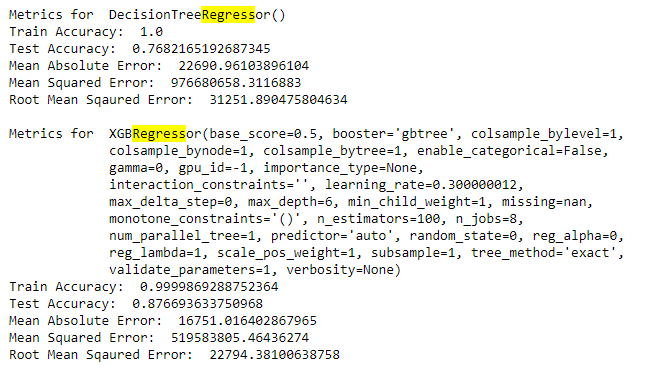 Metrics for  DecisionTreeRegressor()
Train Accuracy:  1.0
Test Accuracy:  0.7682165192687345
Mean Absolute Error:  22690.96103896104
Mean Squared Error:  976680658.3116883
Root Mean Sqaured Error:  31251.890475804634
Metrics for  XGBRegressor(base_score=0.5, booster='gbtree', colsample_bylevel=1,
colsample_bynode=1, colsample_bytree=1, enable_categorical=False,
gamma=0, gpu_id=-1, importance_type=None,
interaction_constraints='', learning_rate=0.300000012,
max_delta_step=0, max_depth=6, min_child_weight=1, missing=nan,
monotone_constraints='()', n_estimators=100, n_jobs=8,
num_parallel_tree=1, predictor='auto', random_state=0, reg_alpha=0,
reg_lambda=1, scale_pos_weight=1, subsample=1, tree_method='exact',
validate_parameters=1, verbosity=None)
Train Accuracy:  0.9999869288752364
Test Accuracy:  0.876693633750968
Mean Absolute Error:  16751.016402867965
Mean Squared Error:  519583805.46436274
Root Mean Sqaured Error:  22794.38100638758